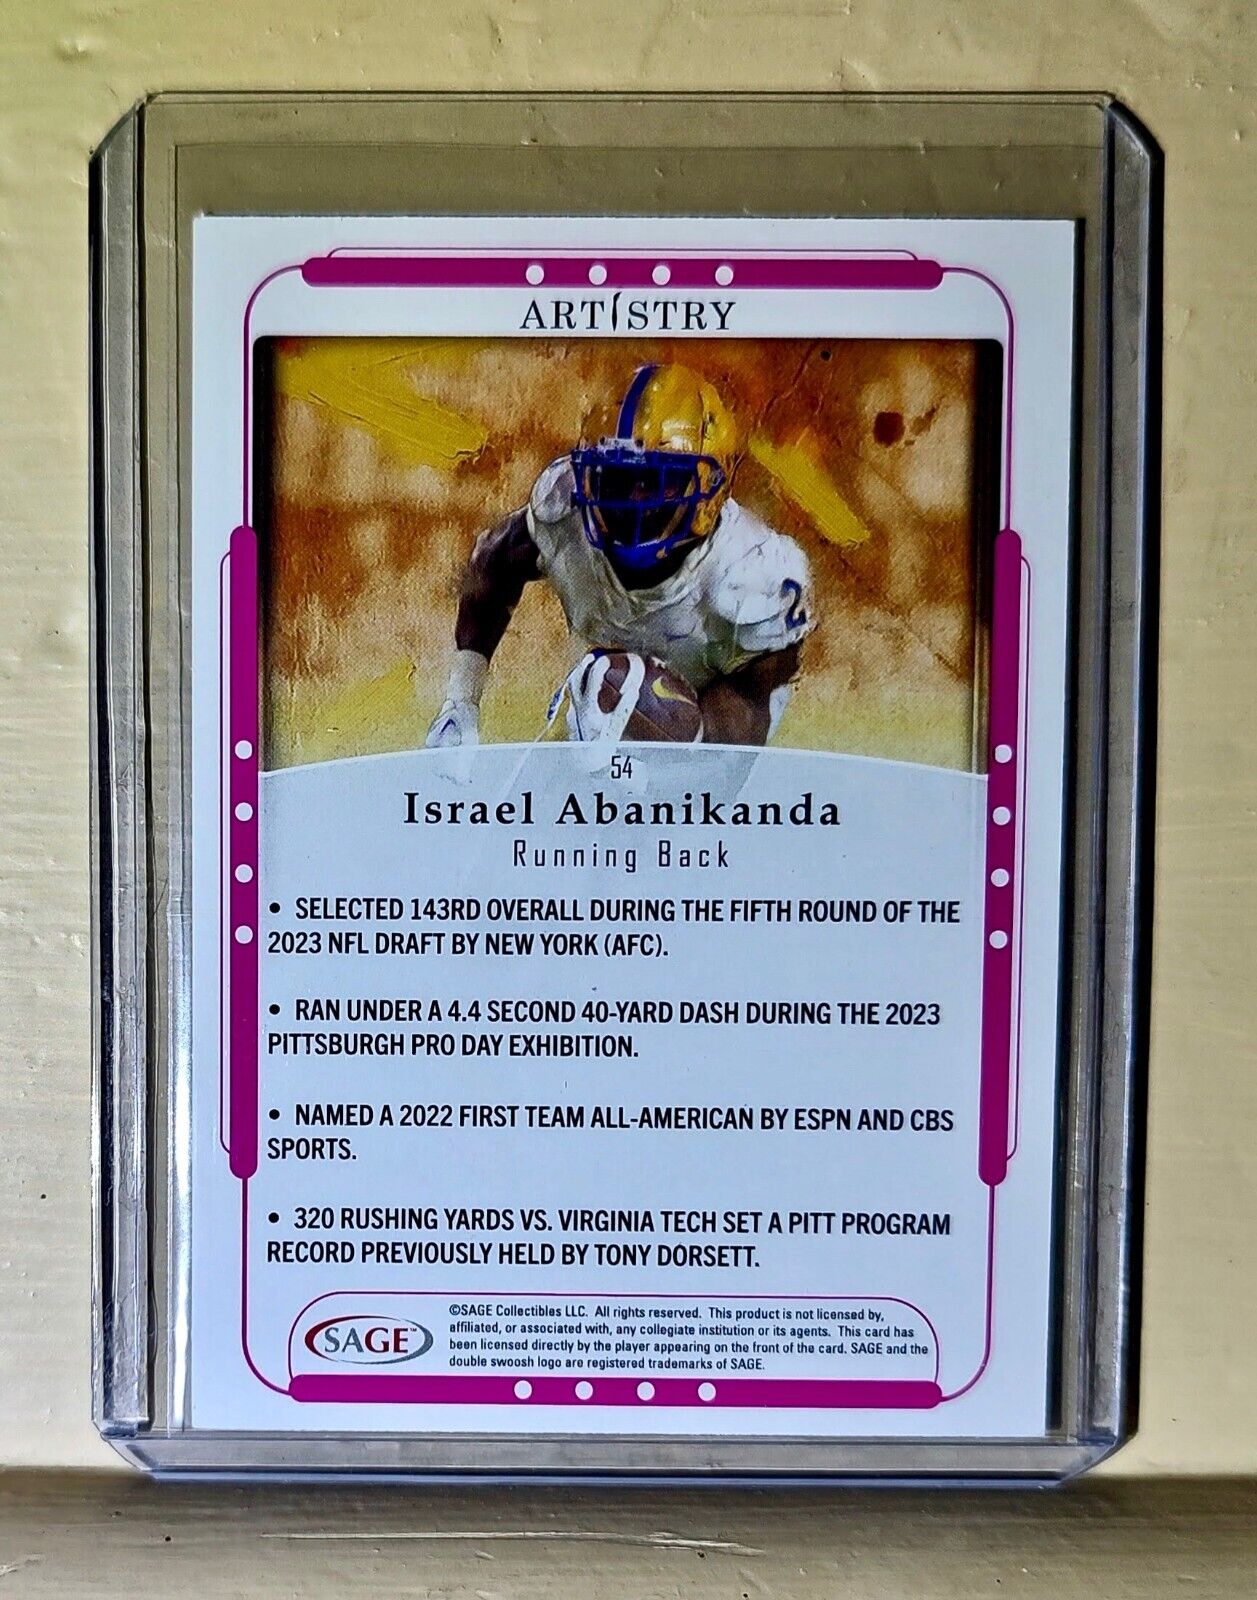 ARTISTRY
2
54
Israel Abanikanda
Running Back
• SELECTED 143RD OVERALL DURING THE FIFTH ROUND OF THE
2023 NFL DRAFT BY NEW YORK (AFC).
• RAN UNDER A 4.4 SECOND 40-YARD DASH DURING THE 2023
PITTSBURGH PRO DAY EXHIBITION.
• NAMED A 2022 FIRST TEAM ALL-AMERICAN BY ESPN AND CBS
SPORTS.
• 320 RUSHING YARDS VS. VIRGINIA TECH SET A PITT PROGRAM
RECORD PREVIOUSLY HELD BY TONY DORSETT.
SAGE™
©SAGE Collectibles LLC. All rights reserved. This product is not licensed by,
affiliated, or associated with, any collegiate institution or its agents. This card has
been licensed directly by the player appearing on the front of the card. SAGE and the
double swoosh logo are registered trademarks of SAGE.